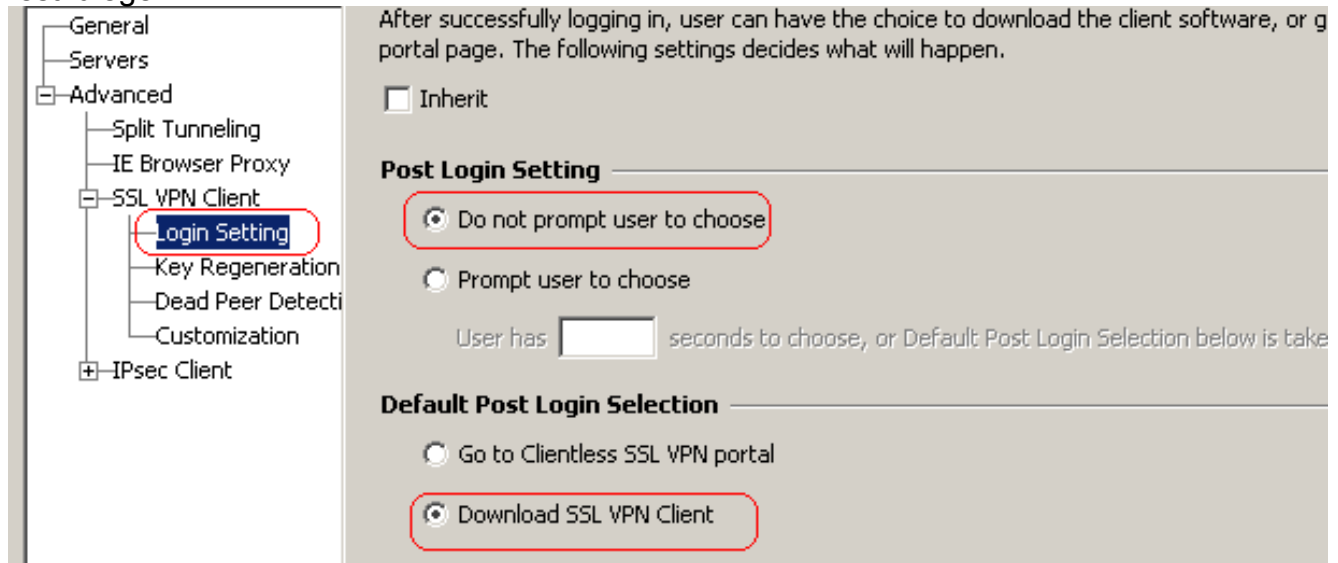 General
Servers
Advanced
Split Tunneling
IE Browser Proxy
SSL VPN Client
Login Setting
Key Regeneration
Dead Peer Detecti
Customization
IPsec Client
After successfully logging in, user can have the choice to download the client software, or g
portal page. The following settings decides what will happen.
Inherit
Post Login Setting
Do not prompt user to choose
Prompt user to choose
User has seconds to choose, or Default Post Login Selection below is take
Default Post Login Selection
Go to Clientless SSL VPN portal
Download SSL VPN Client